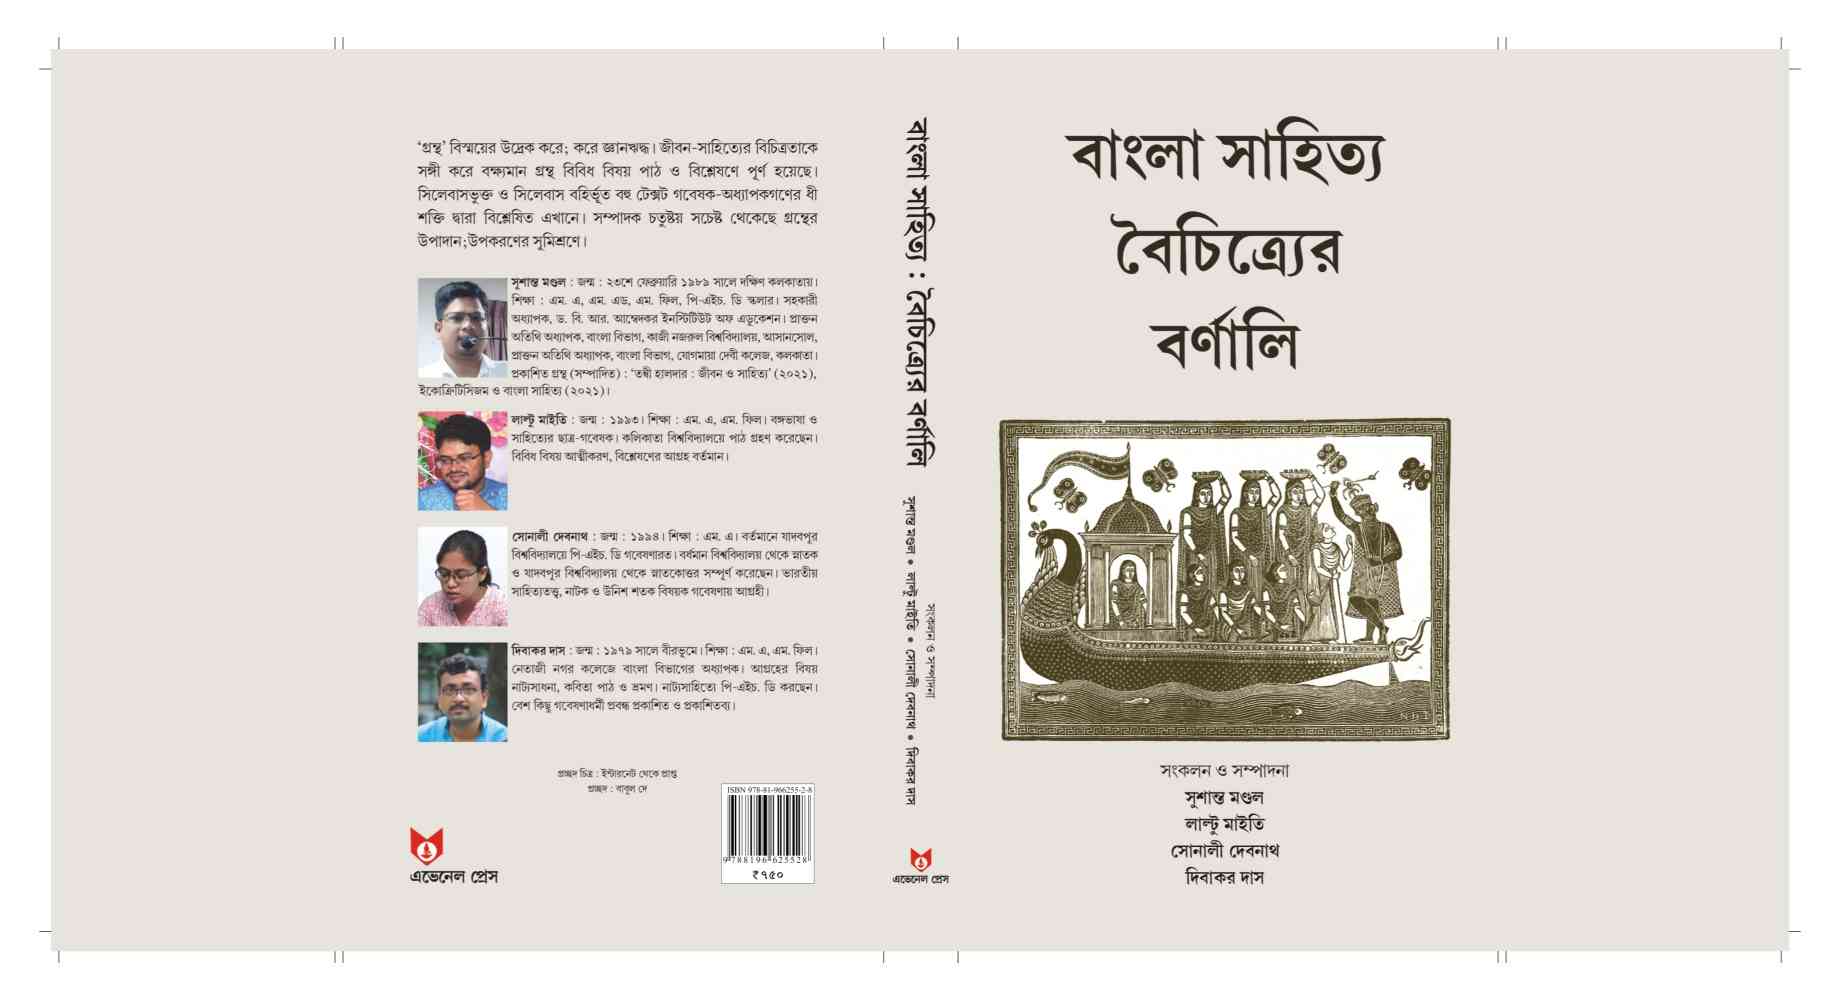 ‘গ্রন্থ’ বিস্ময়ের উদ্রেক করে; করে জ্ঞানঋদ্ধ। জীবন-সাহিত্যের বিচিত্রতাকে
সঙ্গী করে বক্ষ্যমান গ্রন্থ বিবিধ বিষয় পাঠ ও বিশ্লেষণে পূর্ণ হয়েছে।
সিলেবাসভুক্ত ও সিলেবাস বহির্ভূত বহু টেক্সট গবেষক-অধ্যাপকগণের ধী
শক্তি দ্বারা বিশ্লেষিত এখানে। সম্পাদক চতুষ্টয় সচেষ্ট থেকেছে গ্রন্থের
উপাদান;উপকরণের সুমিশ্রণে।
সুশান্ত মণ্ডল : জন্ম : ২৩শে ফেব্রুয়ারি ১৯৮৯ সালে দক্ষিণ কলকাতায়।
শিক্ষা : এম. এ, এম. এড, এম. ফিল, পি-এইচ. ডি স্কলার। সহকারী
অধ্যাপক, ড. বি. আর. আম্বেদকর ইনস্টিটিউট অফ এডুকেশন। প্রাক্তন
অতিথি অধ্যাপক, বাংলা বিভাগ, কাজী নজরুল বিশ্ববিদ্যালয়, আসানসোল,
প্রাক্তন অতিথি অধ্যাপক, বাংলা বিভাগ, যোগমায়া দেবী কলেজ, কলকাতা।
প্রকাশিত গ্রন্থ (সম্পাদিত) : ‘তন্বী হালদার : জীবন ও সাহিত্য’ (২০২১),
ইকোক্রিটিসিজম ও বাংলা সাহিত্য (২০২১)।
লাল্টু মাইতি : জন্ম : ১৯৯৩। শিক্ষা : এম. এ, এম. ফিল। বঙ্গভাষা ও
সাহিত্যের ছাত্র-গবেষক। কলিকাতা বিশ্ববিদ্যালয়ে পাঠ গ্রহণ করেছেন।
বিবিধ বিষয় আত্মীকরণ, বিশ্লেষণের আগ্রহ বর্তমান।
সোনালী দেবনাথ : জন্ম : ১৯৯৪। শিক্ষা : এম. এ। বর্তমানে যাদবপুর
বিশ্ববিদ্যালয়ে পি-এইচ. ডি গবেষণারত। বর্ধমান বিশ্ববিদ্যালয় থেকে স্নাতক
ও যাদবপুর বিশ্ববিদ্যালয় থেকে স্নাতকোত্তর সম্পূর্ণ করেছেন। ভারতীয়
সাহিত্যতত্ত্ব, নাটক ও উনিশ শতক বিষয়ক গবেষণায় আগ্রহী।
দিবাকর দাস : জন্ম : ১৯৭৯ সালে বীরভূমে। শিক্ষা : এম. এ, এম. ফিল।
নেতাজী নগর কলেজে বাংলা বিভাগের অধ্যাপক। আগ্রহের বিষয়
নাট্যসাধনা, কবিতা পাঠ ও ভ্রমণ। নাট্যসাহিত্যে পি-এইচ. ডি করছেন।
বেশ কিছু গবেষণাধর্মী প্রবন্ধ প্রকাশিত ও প্রকাশিতব্য।
প্রচ্ছদ চিত্র : ইন্টারনেট থেকে প্রাপ্ত
প্রচ্ছদ : বাবুল দে
ISBN 978-81-966255-2-8
9 788196 625528
₹ ৭৫০
এভেনেল প্রেস
বাংলা সাহিত্য : বৈচিত্র্যের বর্ণালি
সংকলন ও সম্পাদনা
সুশান্ত মণ্ডল • লাল্টু মাইতি • সোনালী দেবনাথ • দিবাকর দাস
এভেনেল প্রেস
বাংলা সাহিত্য
বৈচিত্র্যের
বর্ণালি
সংকলন ও সম্পাদনা
সুশান্ত মণ্ডল
লাল্টু মাইতি
সোনালী দেবনাথ
দিবাকর দাস